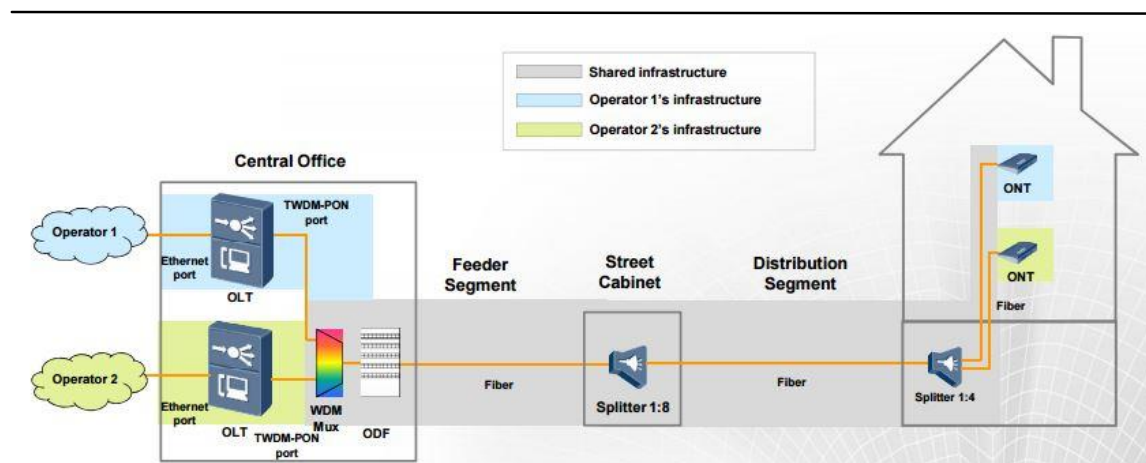 Shared infrastructure
Operator 1's infrastructure
Operator 2's infrastructure
Central Office
TWDM-PON
port
Operator 1
Ethernet
port
OLT
ONT
Feeder
Segment
Street
Cabinet
Distribution
Segment
ONT
Fiber
Operator 2
Fiber
Fiber
Ethernet
port
OLT
TWDM-PON
port
WDM
Mux
ODF
Splitter 1:8
Splitter 1:4